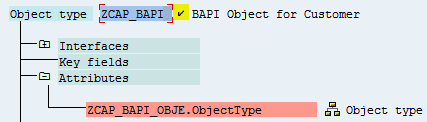 Object type ZCAP_BAPI BAPI Object for Customer
Interfaces
Key fields
Attributes
ZCAP_BAPI_OBJE.ObjectType Object type